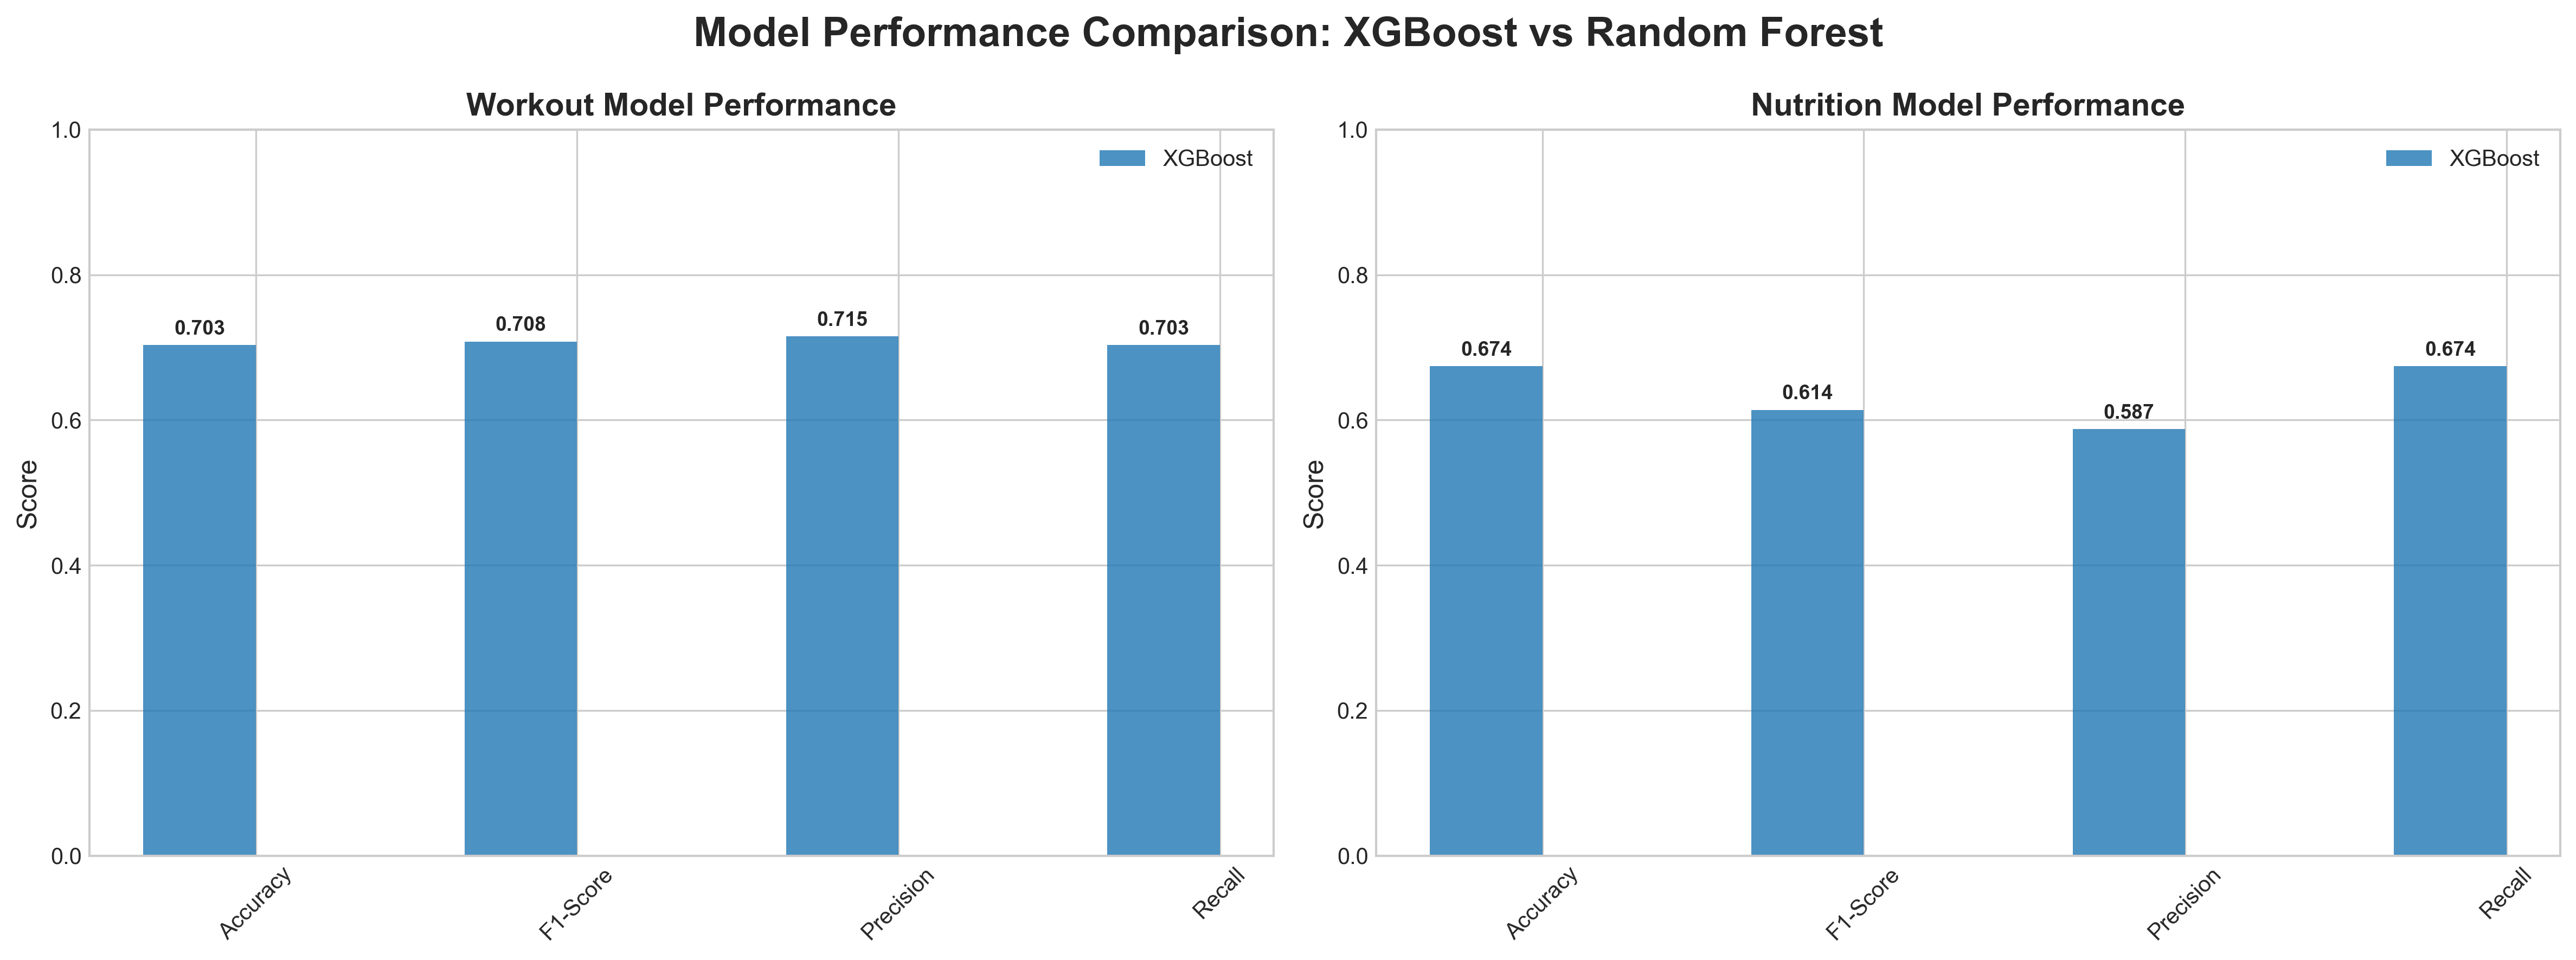 Model Performance Comparison: XGBoost vs Random Forest
Workout Model Performance
XGBoost
Score
1.0
0.8
0.6
0.4
0.2
0.0
0.703
0.708
0.715
0.703
Accuracy
F1-Score
Precision
Recall
Nutrition Model Performance
XGBoost
Score
1.0
0.8
0.6
0.4
0.2
0.0
0.674
0.614
0.587
0.674
Accuracy
F1-Score
Precision
Recall